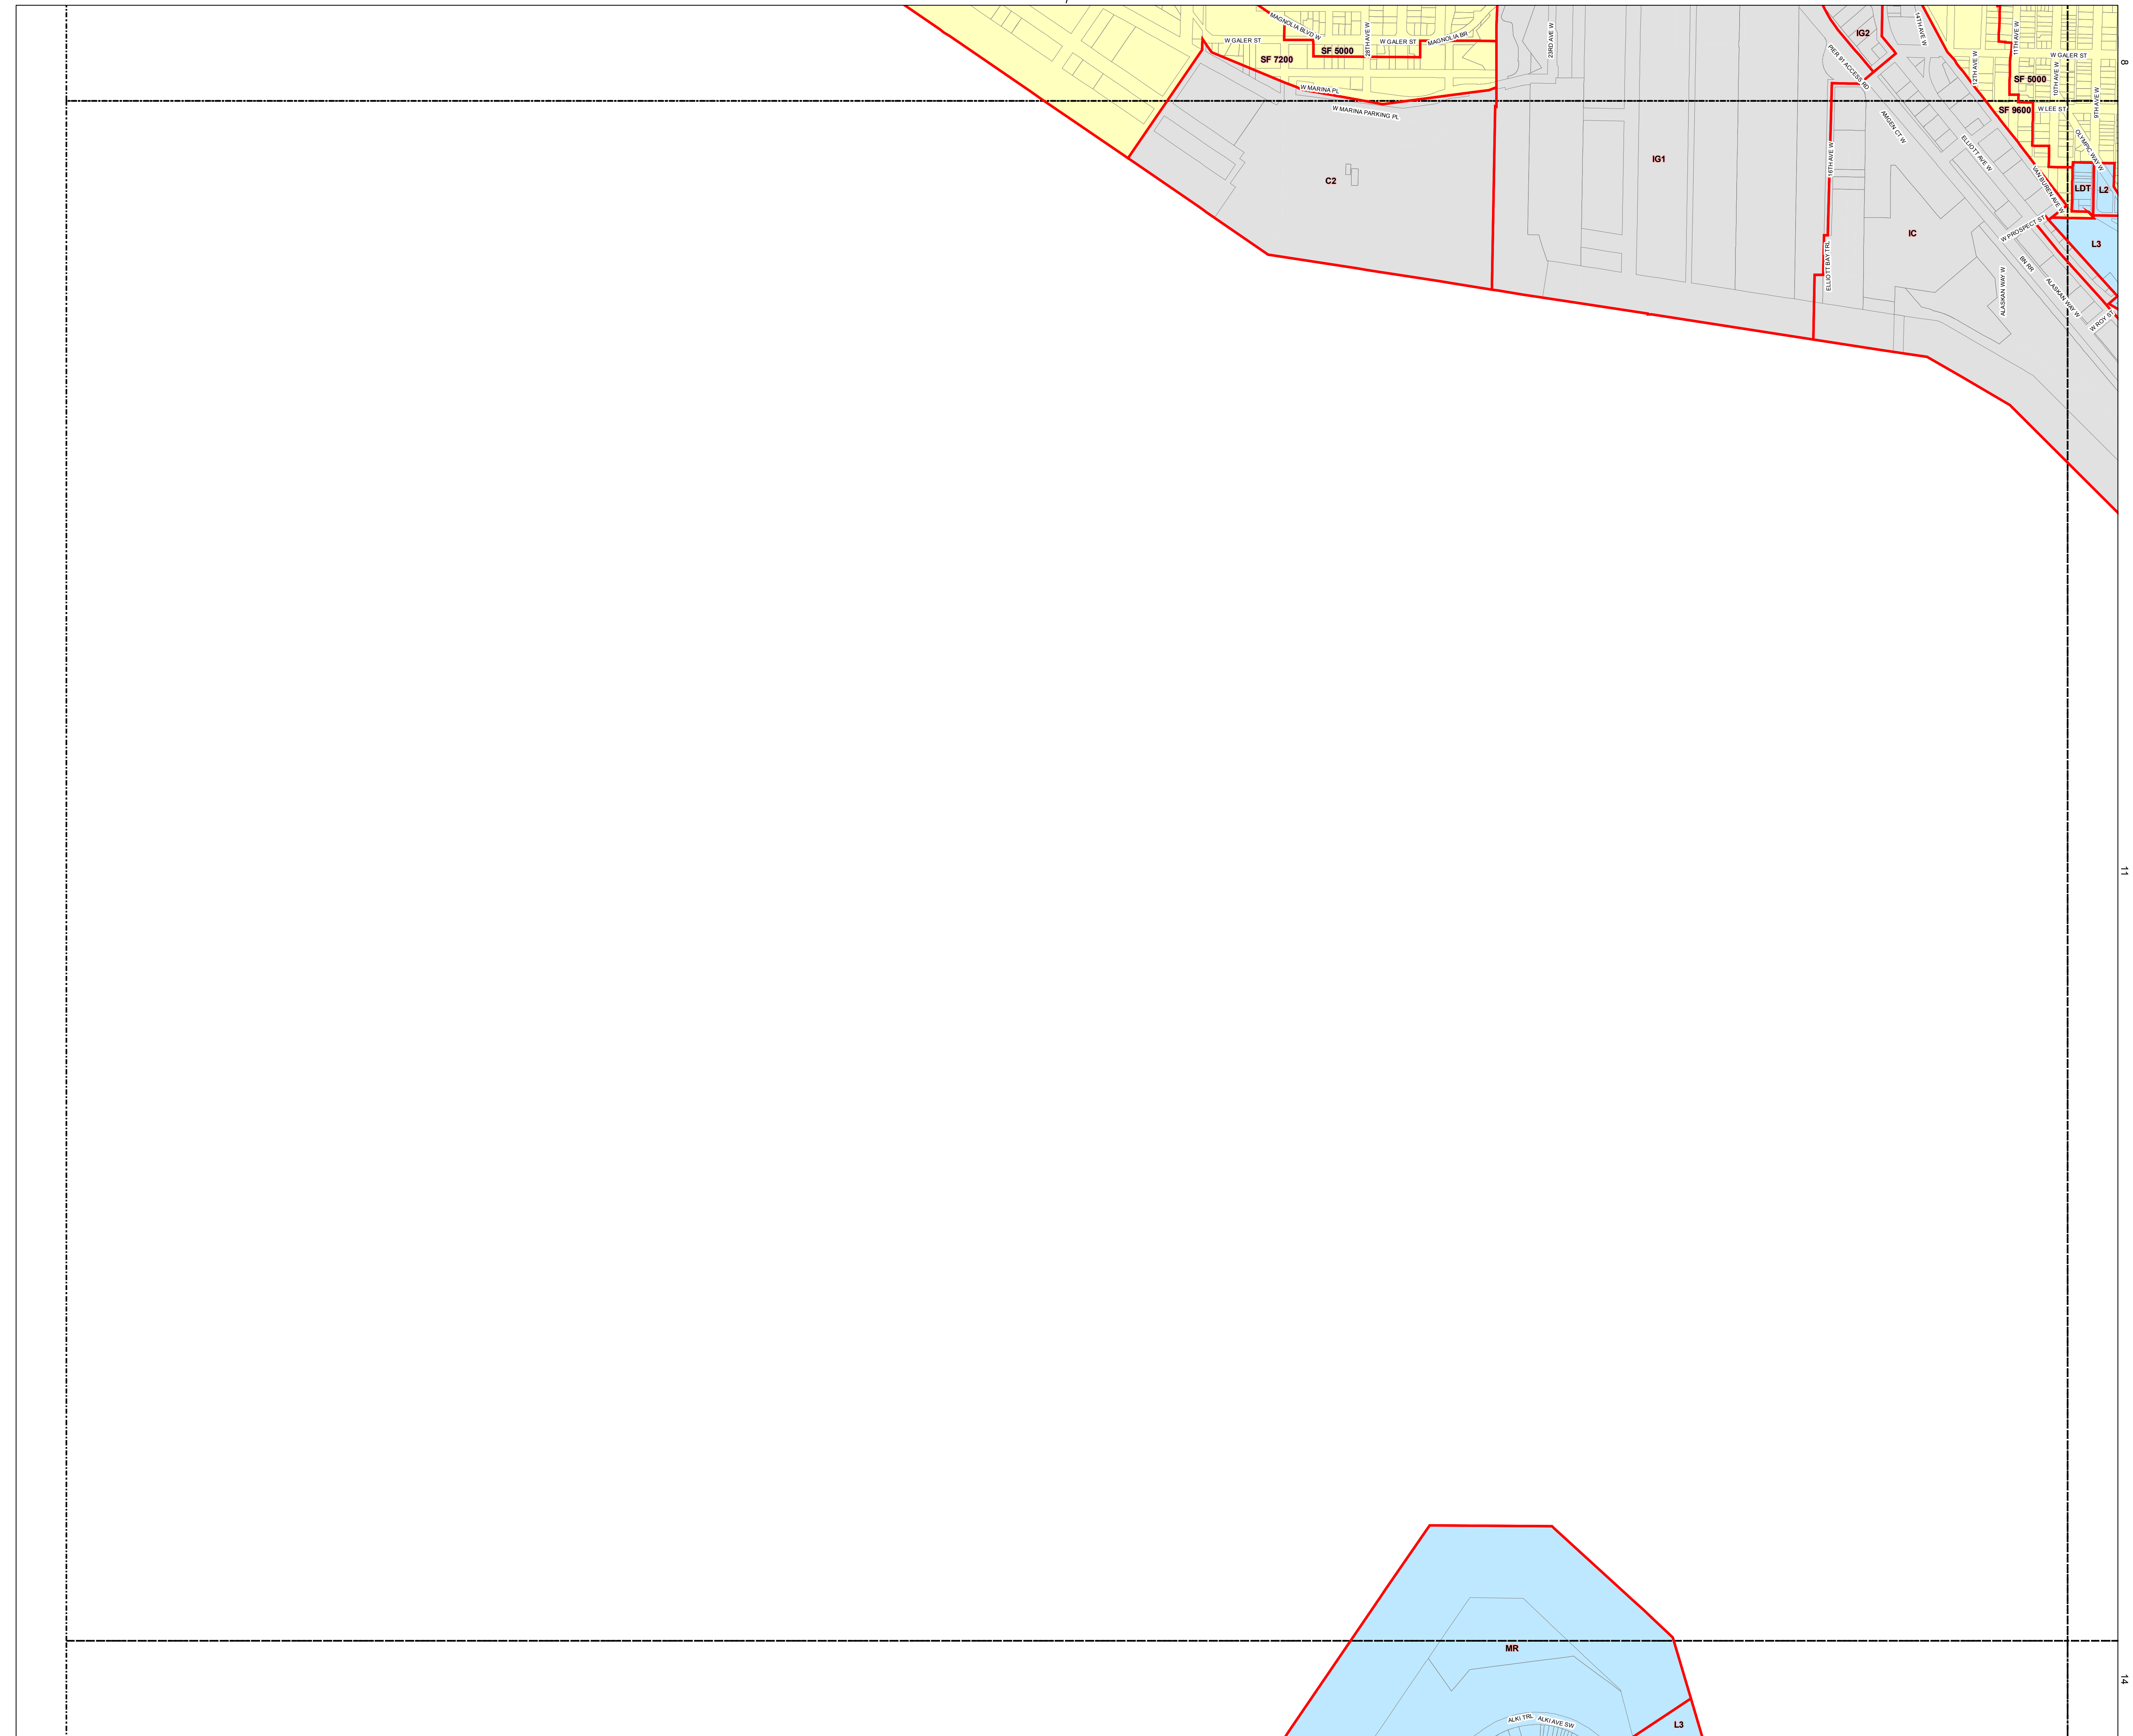 MAGNOLIA BLVD W
28TH AVE W
W GALER ST
W GALER ST
MAGNOLIA BR
SF 5000
SF 7200
W MARINA PL
W MARINA PARKING PL
23RD AVE W
C2
IG1
IG2
14TH AVE W
PIER 91 ACCESS RD
AMGEN CT W
ELLIOTT AVE W
16TH AVE W
ELLIOTT BAY TRL
IC
12TH AVE W
11TH AVE W
W GALER ST
SF 5000
10TH AVE W
9TH AVE W
SF 9600
W LEE ST
OLYMPIC WAY W
VAN BUREN AVE W
LDT
L2
W PROSPECT ST
L3
BN RR
ALASKAN WAY W
ALASKAN WAY W
W ROY ST
8
11
MR
14
ALKI TRL
ALKI AVE SW
L3